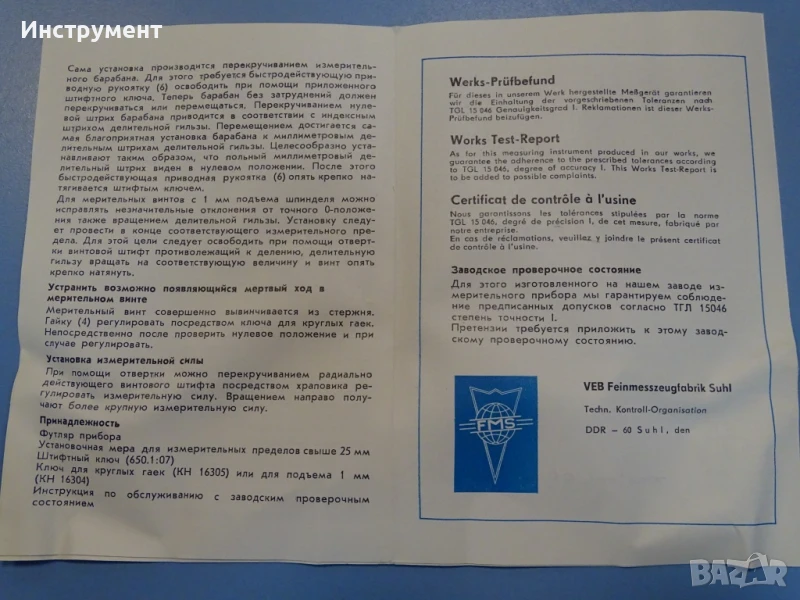 Инструмент
Сама установка производится перекручиванием измеритель-
ного барабана. Для этого требуется быстродействующую при-
водную рукоятку (6) освободить при помощи приложенного
штифтного ключа. Теперь барабан без затруднений должен
перекручиваться или перемещаться. Перекручиванием нуле-
вой штрих барабана приводится в соответствии с индексным
штрихом делительной гильзы. Перемещением достигается са-
мая благоприятная установка барабана к миллиметровым де-
лительным штрихам делительной гильзы. Целесообразно уста-
навливают таким образом, что полный миллиметровый де-
лительный штрих виден в нулевом положении. После этого
быстродействующая приводная рукоятка (6) опять крепко на-
тягивается штифтым ключем.
Для мерительных винтов с 1 мм подъема шпинделя можно
исправлять незначительные отклонения от точного 0-положе-
ния также вращением делительной гильзы. Установку следу-
ет провести в конце соответствующего измерительного пре-
дела. Для этой цели следует освободить при помощи отверт-
ки винтовой штифт противолежащий к делению, делительную
гильзу вращать на соответствующую величину и винт опять
крепко натянуть.
Устранить возможно появляющийся мертвый ход в
мерительном винте
Мерительный винт совершенно вывинчивается из стержня.
Гайку (4) регулировать посредством ключа для круглых гаек.
Непосредственно после проверить нулевое положение и при
случае регулировать.
Установка измерительной силы
При помощи отвертки можно перекручиванием радиально
действующего винтового штифта посредством храповика ре-
гулировать измерительную силу. Вращением направо полу-
чают более крупную измерительную силу.
Принадлежность
Футляр прибора
Установочная мера для измерительных пределов свыше 25 мм
Штифтный ключ (650.1:07)
Ключ для круглых гаек (КН 16305) или для подъема 1 мм
(КН 16304)
Инструкция по обслуживанию с заводским проверочным
состоянием
Werks-Prüfbefund
Für dieses in unserem Werk hergestellte Meßgerät garantieren
wir die Einhaltung der vorgeschriebenen Toleranzen nach
TGL 15 046 Genauigkeitsgrad I. Reklamationen ist dieser Werks-
Prüfbefund beizufügen.
Works Test-Report
As for this measuring instrument produced in our works, we
guarantee the adherence to the prescribed tolerances according
to TGL 15 046, degree of accuracy I. This Works Test-Report is
to be added to possible complaints.
Certificat de contrôle à l'usine
Nous garantissons les tolérances stipulées par la norme
TGL 15 046, degré de précision I, de cet mesure, fabriqué par
notre entreprise.
En cas de réclamations, veuillez y joindre le présent certificat
de contrôle à l'usine.
Заводское проверочное состояние
Для этого изготовленного на нашем заводе из-
мерительного прибора мы гарантируем соблюде-
ние предписанных допусков согласно ТГЛ 15046
степень точности I.
Претензии требуется приложить к этому завод-
скому проверочному состоянию.
FMS
VEB Feinmesszeugfabrik Suhl
Techn. Kontroll-Organisation
DDR – 60 Suhl, den
BAZAR